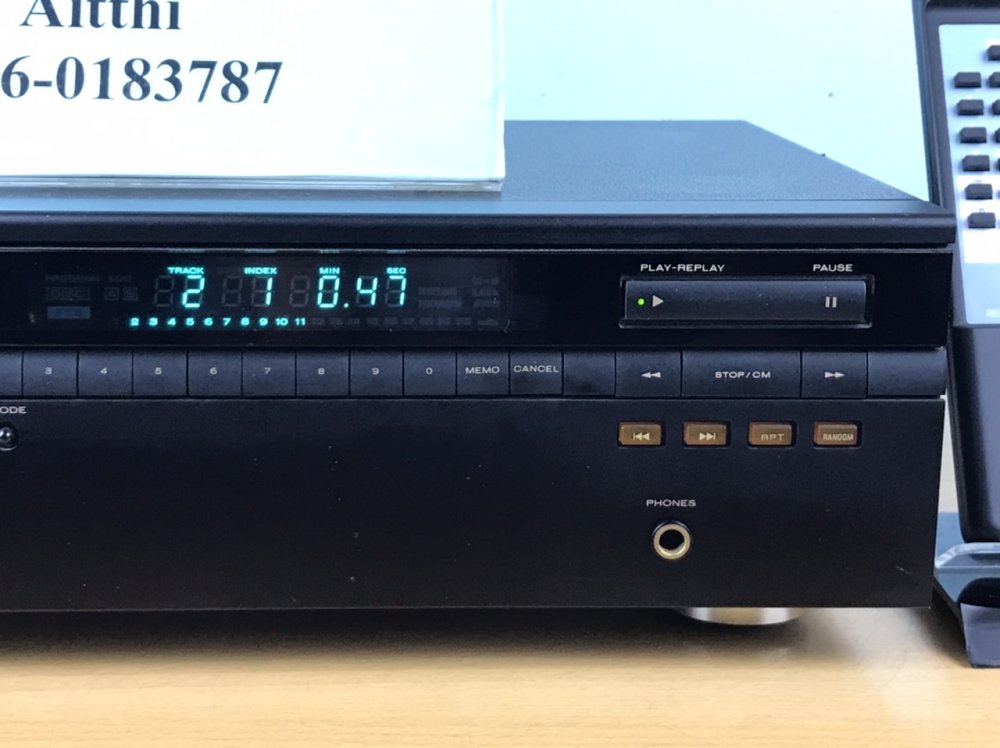 Aitthi
6-0183787
TRACK INDEX MIN SEC
2 1 0.47
2 3 4 5 6 7 8 9 10 11
PLAY-REPLAY PAUSE
3 4 5 6 7 8 9 0 MEMO CANCEL STOP/CM
ODE
RPT RANDOM
PHONES